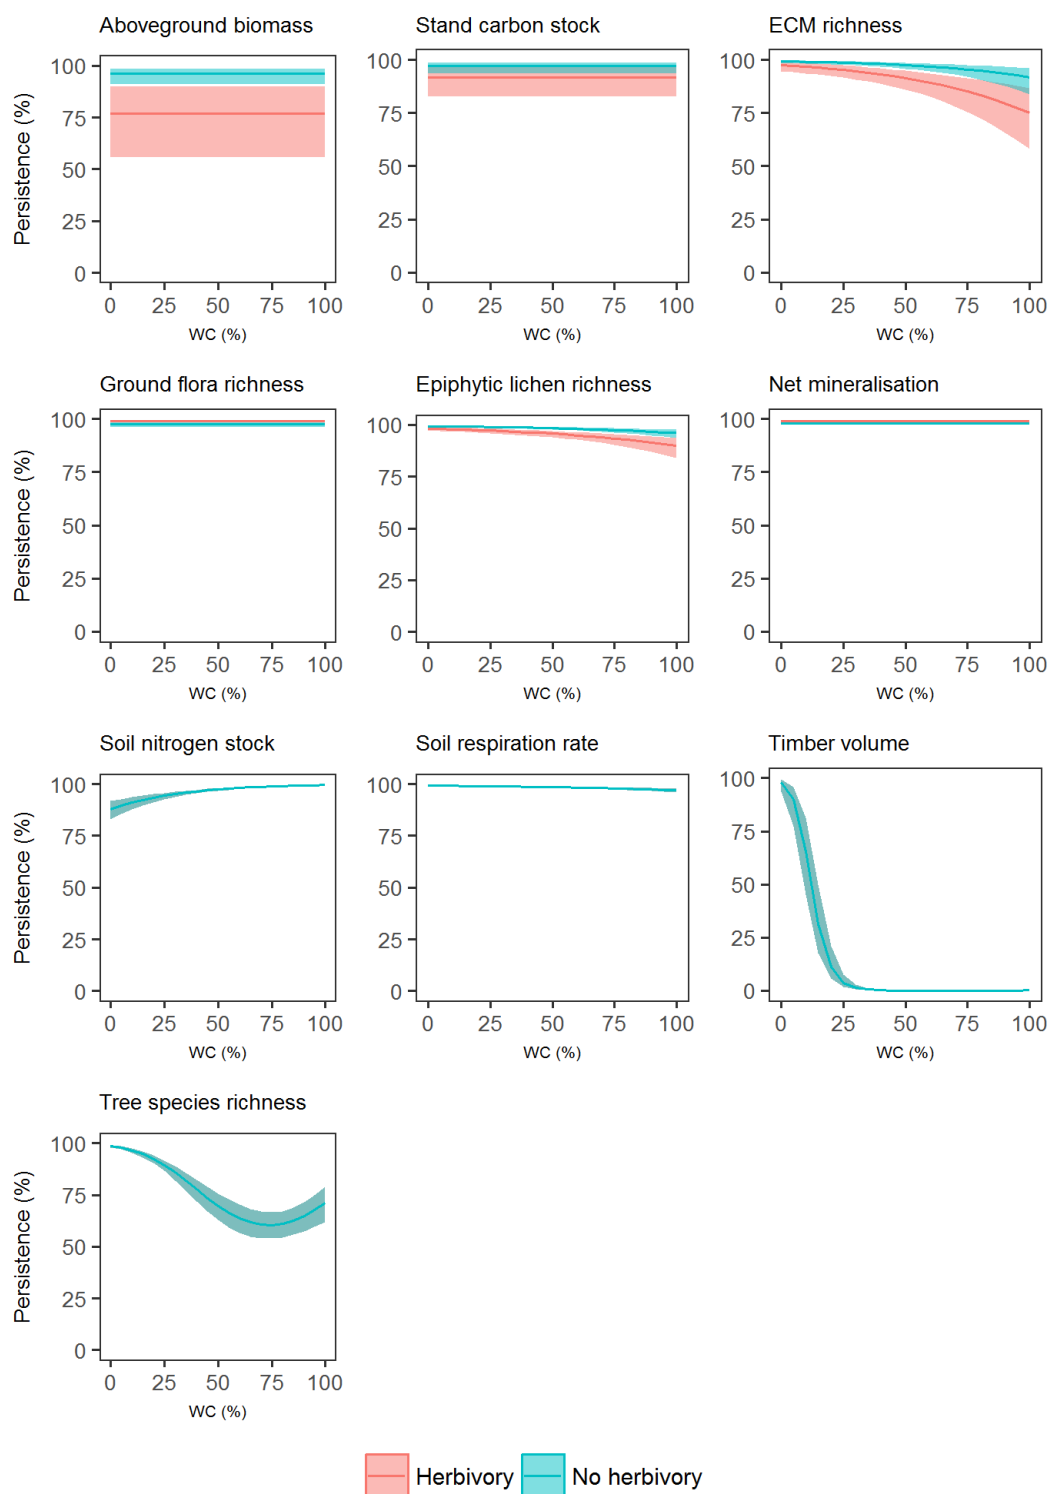 Aboveground biomass
Stand carbon stock
ECM richness
Persistence (%)
100
75
50
25
0
0 25 50 75 100
WC (%)
100
75
50
25
0
0 25 50 75 100
WC (%)
100
75
50
25
0
0 25 50 75 100
WC (%)
Ground flora richness
Epiphytic lichen richness
Net mineralisation
Persistence (%)
100
75
50
25
0
0 25 50 75 100
WC (%)
100
75
50
25
0
0 25 50 75 100
WC (%)
100
75
50
25
0
0 25 50 75 100
WC (%)
Soil nitrogen stock
Soil respiration rate
Timber volume
Persistence (%)
100
75
50
25
0
0 25 50 75 100
WC (%)
100
75
50
25
0
0 25 50 75 100
WC (%)
100
75
50
25
0
0 25 50 75 100
WC (%)
Tree species richness
Persistence (%)
100
75
50
25
0
0 25 50 75 100
WC (%)
Herbivory No herbivory